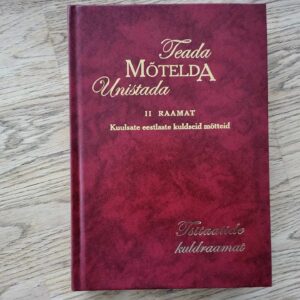 Teada
MÕTELDA
Unistada
II RAAMAT
Kuulsate eestlaste kuldseid mõtteid
Tsitaatide
kuldraamat